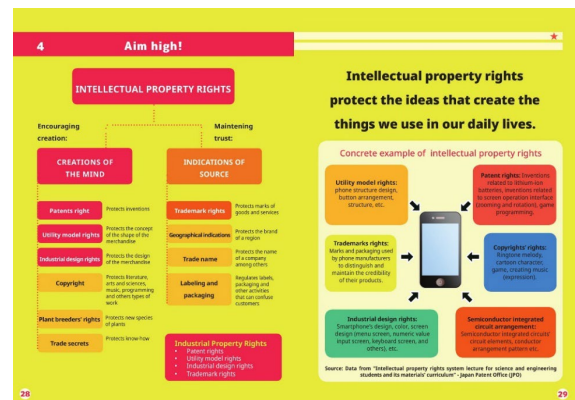 4
Aim high!
INTELLECTUAL PROPERTY RIGHTS
Encouraging
creation:
Maintening
trust:
CREATIONS OF
THE MIND
INDICATIONS OF
SOURCE
Patents right
Protects inventions
Utility model rights
Protects the concept
of the shape of the
merchandise
Industrial design rights
Protects the design
of the merchandise
Copyright
Protects literature,
arts and sciences,
music, programming
and others types of
work
Plant breeders' rights
Protects new species
of plants
Trade secrets
Protects know how
Trademark rights
Protects marks of
goods and services
Geographical indications
Protects the brand
of a region
Trade name
Protects the name
of a company
among others
Labeling and
packaging
Regulates labels,
packaging and
other activities
that can confuse
customers
Industrial Property Rights
• Patent rights
• Utility model rights
• Industrial design rights
• Trademark rights
28
Intellectual property rights
protect the ideas that create the
things we use in our daily lives.
Concrete example of intellectual property rights
Utility model rights:
phone structure design,
button arrangement,
structure, etc.
Patent rights: Inventions
related to lithium-ion
batteries, inventions related
to screen operation interface
(zooming and rotation), game
programming.
Trademarks rights:
Marks and packaging used
by phone manufacturers
to distinguish and
maintain the credibility
of their products.
Copyrights' rights:
Ringtone melody,
cartoon character,
game, creating music
(expression).
Industrial design rights:
Smartphone's design, color, screen
design (menu screen, numeric value
input screen, keyboard screen, and
others), etc.
Semiconductor integrated
circuit arrangement:
Semiconductor integrated circuits'
circuit elements, conductor
arrangement pattern etc.
Source: Data from "Intellectual property rights system lecture for science and engineering
students and its materials' curriculum" - Japan Patent Office (JPO)
29